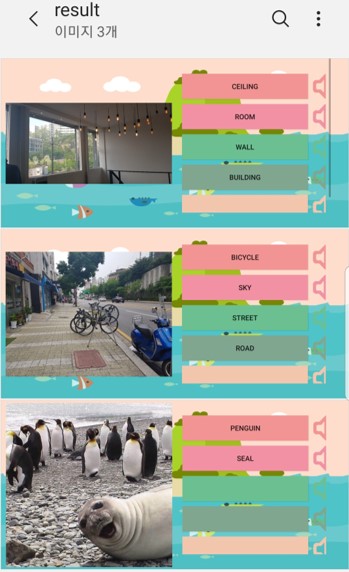 result
이미지 3개
CEILING
ROOM
WALL
BUILDING
BICYCLE
SKY
STREET
ROAD
PENGUIN
SEAL